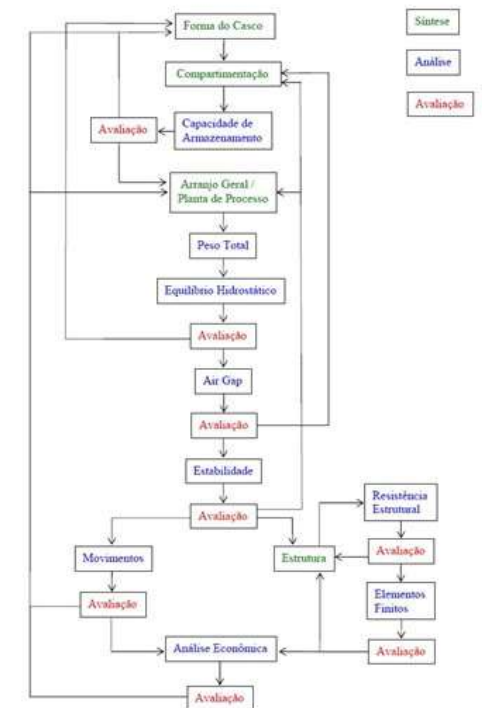 Forma do Casco
Síntese
Compartimentação
Análise
Avaliação
Capacidade de
Armazenamento
Avaliação
Arranjo Geral /
Planta de Processo
Peso Total
Equilíbrio Hidrostático
Avaliação
Air Gap
Avaliação
Estabilidade
Avaliação
Resistência
Estrutural
Movimentos
Estrutura
Avaliação
Avaliação
Elementos
Finitos
Análise Econômica
Avaliação
Avaliação